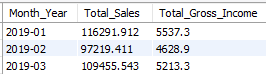 Month_Year Total_Sales Total_Gross_Income
2019-01 116291.912 5537.3
2019-02 97219.411 4628.9
2019-03 109455.543 5213.3